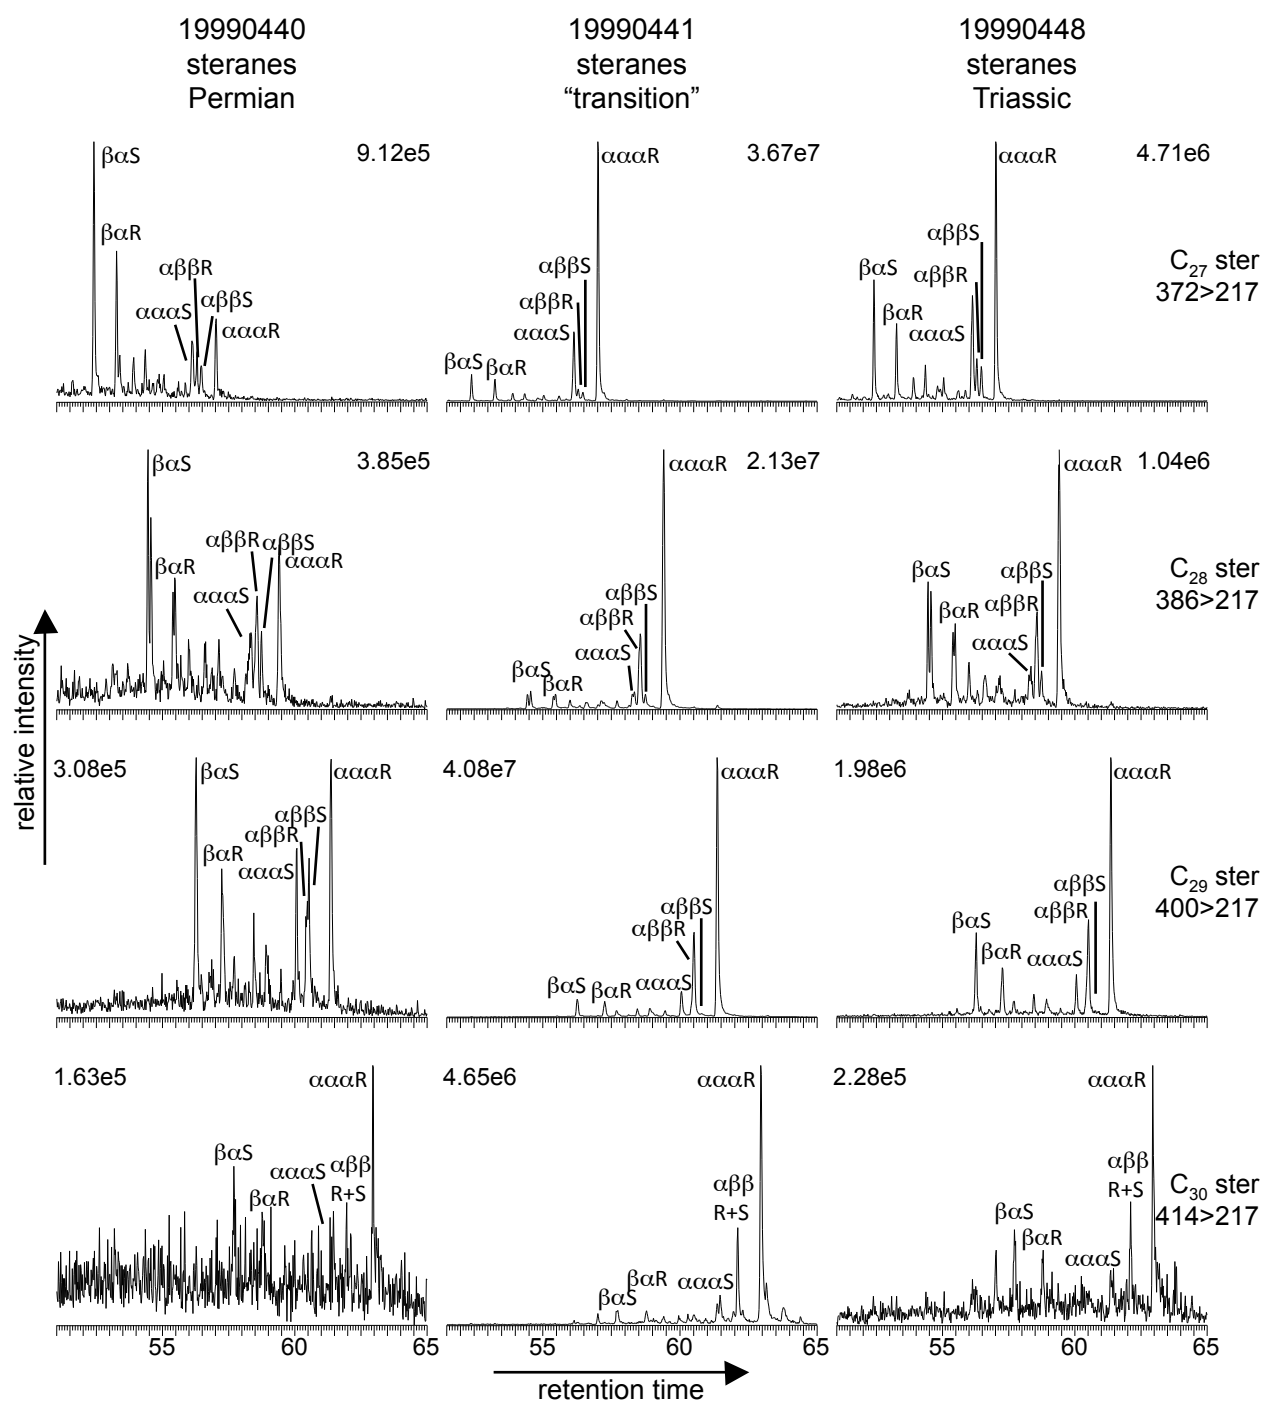 19990440
steranes
Permian
19990441
steranes
“transition”
19990448
steranes
Triassic
βαS
βαR
αββR
αααS
αββS
αααR
9.12e5
αααR
3.67e7
αββS
αββR
αααS
βαS
βαR
αααR
4.71e6
αββS
βαS
αββR
βαR
αααS
C₂₇ ster
372>217
βαS
3.85e5
αββR
αββS
αααR
βαR
αααS
αααR
2.13e7
αββS
αββR
αααS
βαS
βαR
αααR
1.04e6
βαS
αββS
βαR
αββR
αααS
C₂₈ ster
386>217
relative intensity
3.08e5
βαS
αααR
αββS
αββR
βαR
αααS
4.08e7
αααR
αββS
αββR
βαS
βαR
αααS
1.98e6
αααR
αββS
βαS
αββR
βαR
αααS
C₂₉ ster
400>217
1.63e5
αααR
βαS
αααS
αββ
R+S
βαR
4.65e6
αααR
αββ
R+S
βαR
αααS
βαS
2.28e5
αααR
αββ
R+S
βαS
βαR
αααS
C₃₀ ster
414>217
55
60
65
55
60
65
55
60
65
retention time